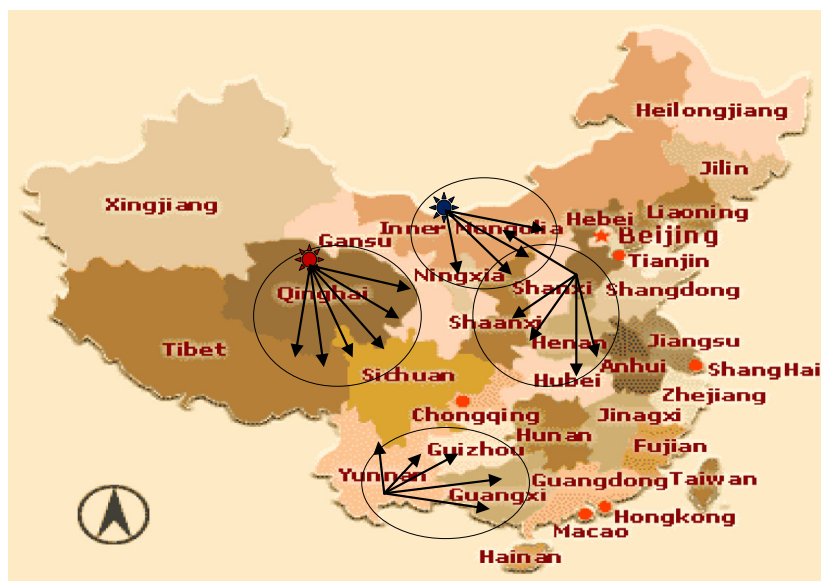 Heilongjiang
Jilin
Xingjiang
Liaoning
Hebei
Inner Mongolia
Beijing
Gansu
Tianjin
Ningxia
Shanxi
Shangdong
Qinghai
Shaanxi
Henan
Jiangsu
Tibet
Anhui
ShangHai
Sichuan
Hubei
Zhejiang
Chongqing
Jinagxi
Hunan
Guizhou
Fujian
Yunnan
Guangdong
Taiwan
Guangxi
Hongkong
Macao
Hainan